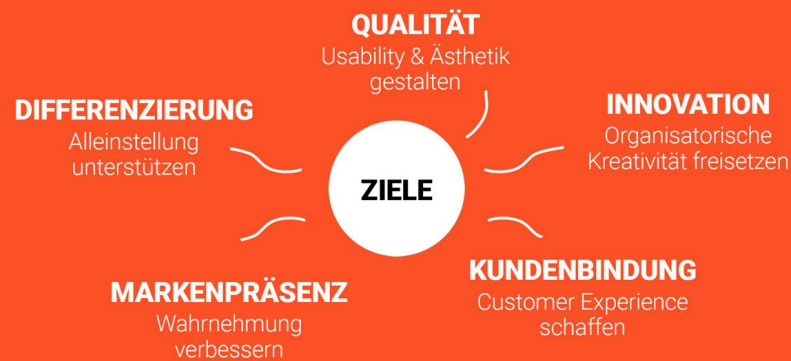 QUALITÄT
Usability & Ästhetik
gestalten
DIFFERENZIERUNG
Alleinstellung
unterstützen
INNOVATION
Organisatorische
Kreativität freisetzen
ZIELE
MARKENPRÄSENZ
Wahrnehmung
verbessern
KUNDENBINDUNG
Customer Experience
schaffen